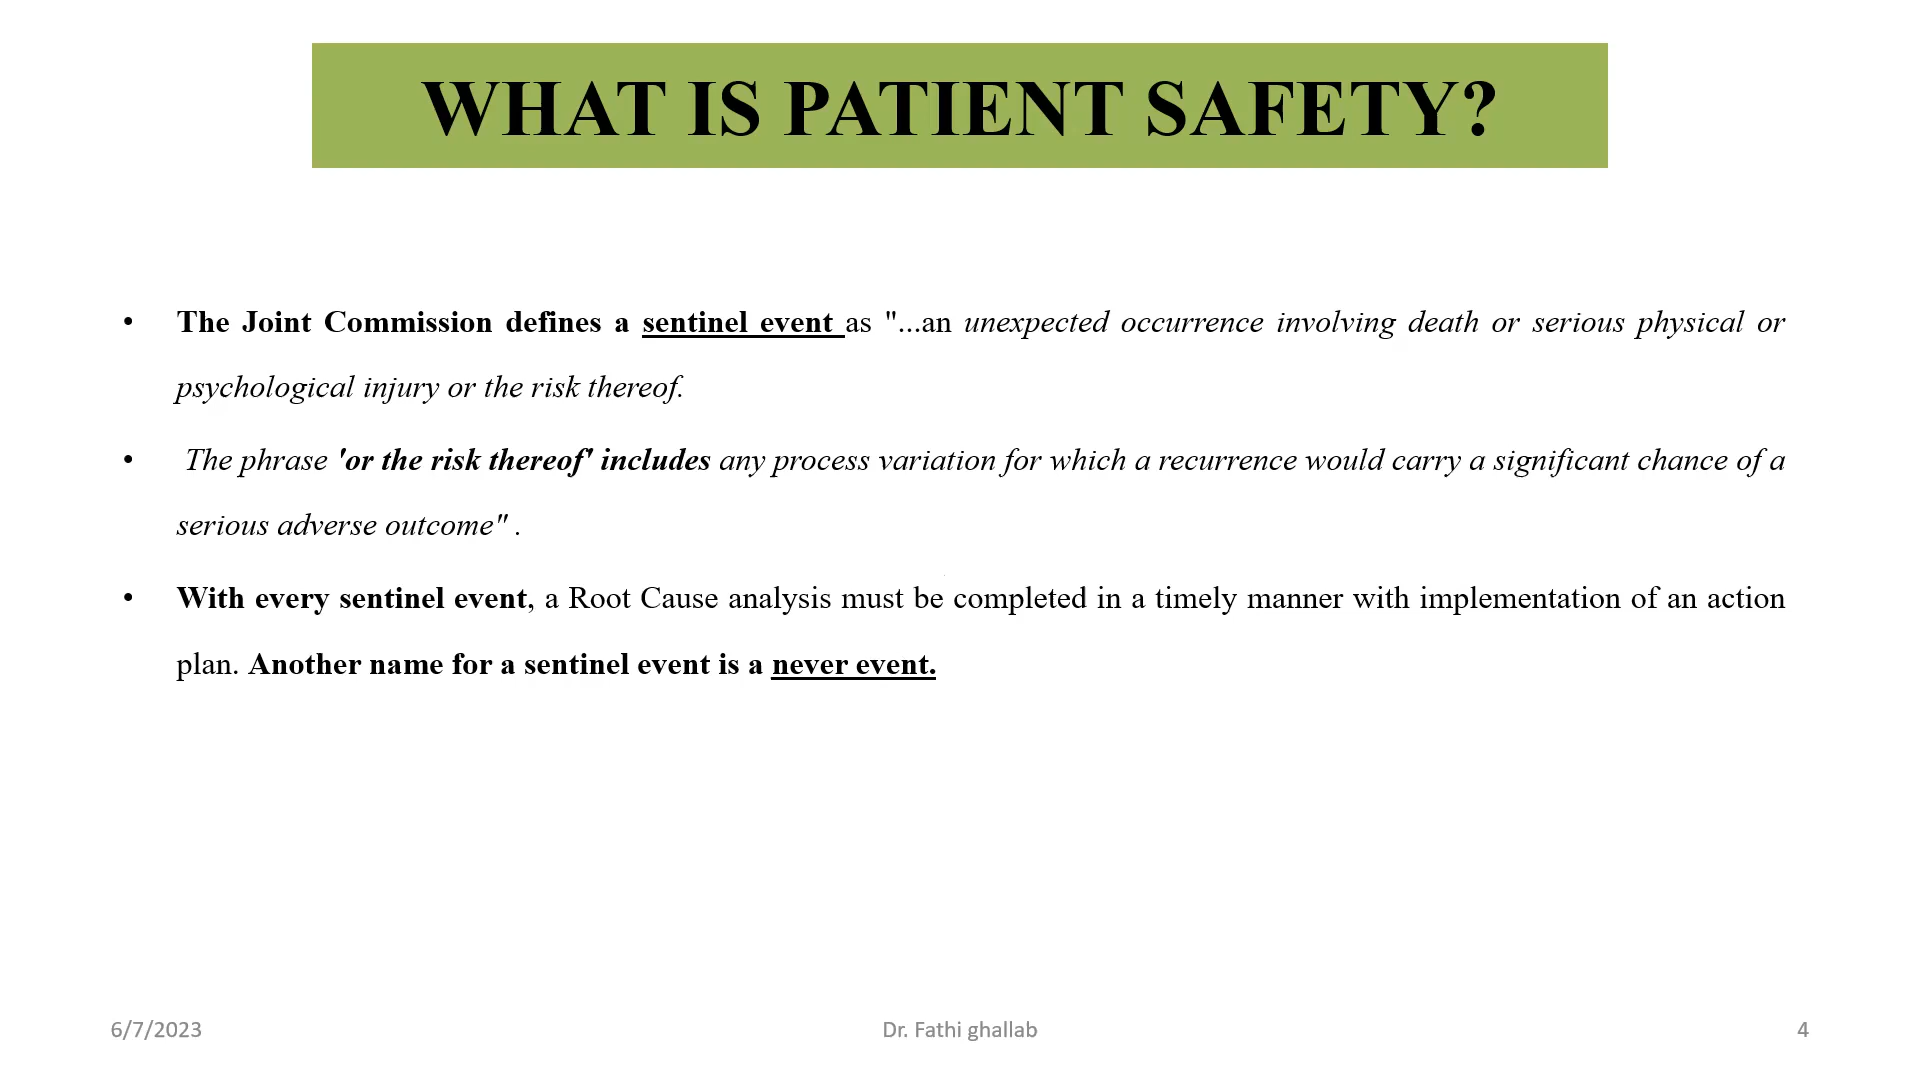 WHAT IS PATIENT SAFETY?
• The Joint Commission defines a sentinel event as "...an unexpected occurrence involving death or serious physical or
psychological injury or the risk thereof.
• The phrase 'or the risk thereof' includes any process variation for which a recurrence would carry a significant chance of a
serious adverse outcome" .
• With every sentinel event, a Root Cause analysis must be completed in a timely manner with implementation of an action
plan. Another name for a sentinel event is a never event.
6/7/2023
Dr. Fathi ghallab
4